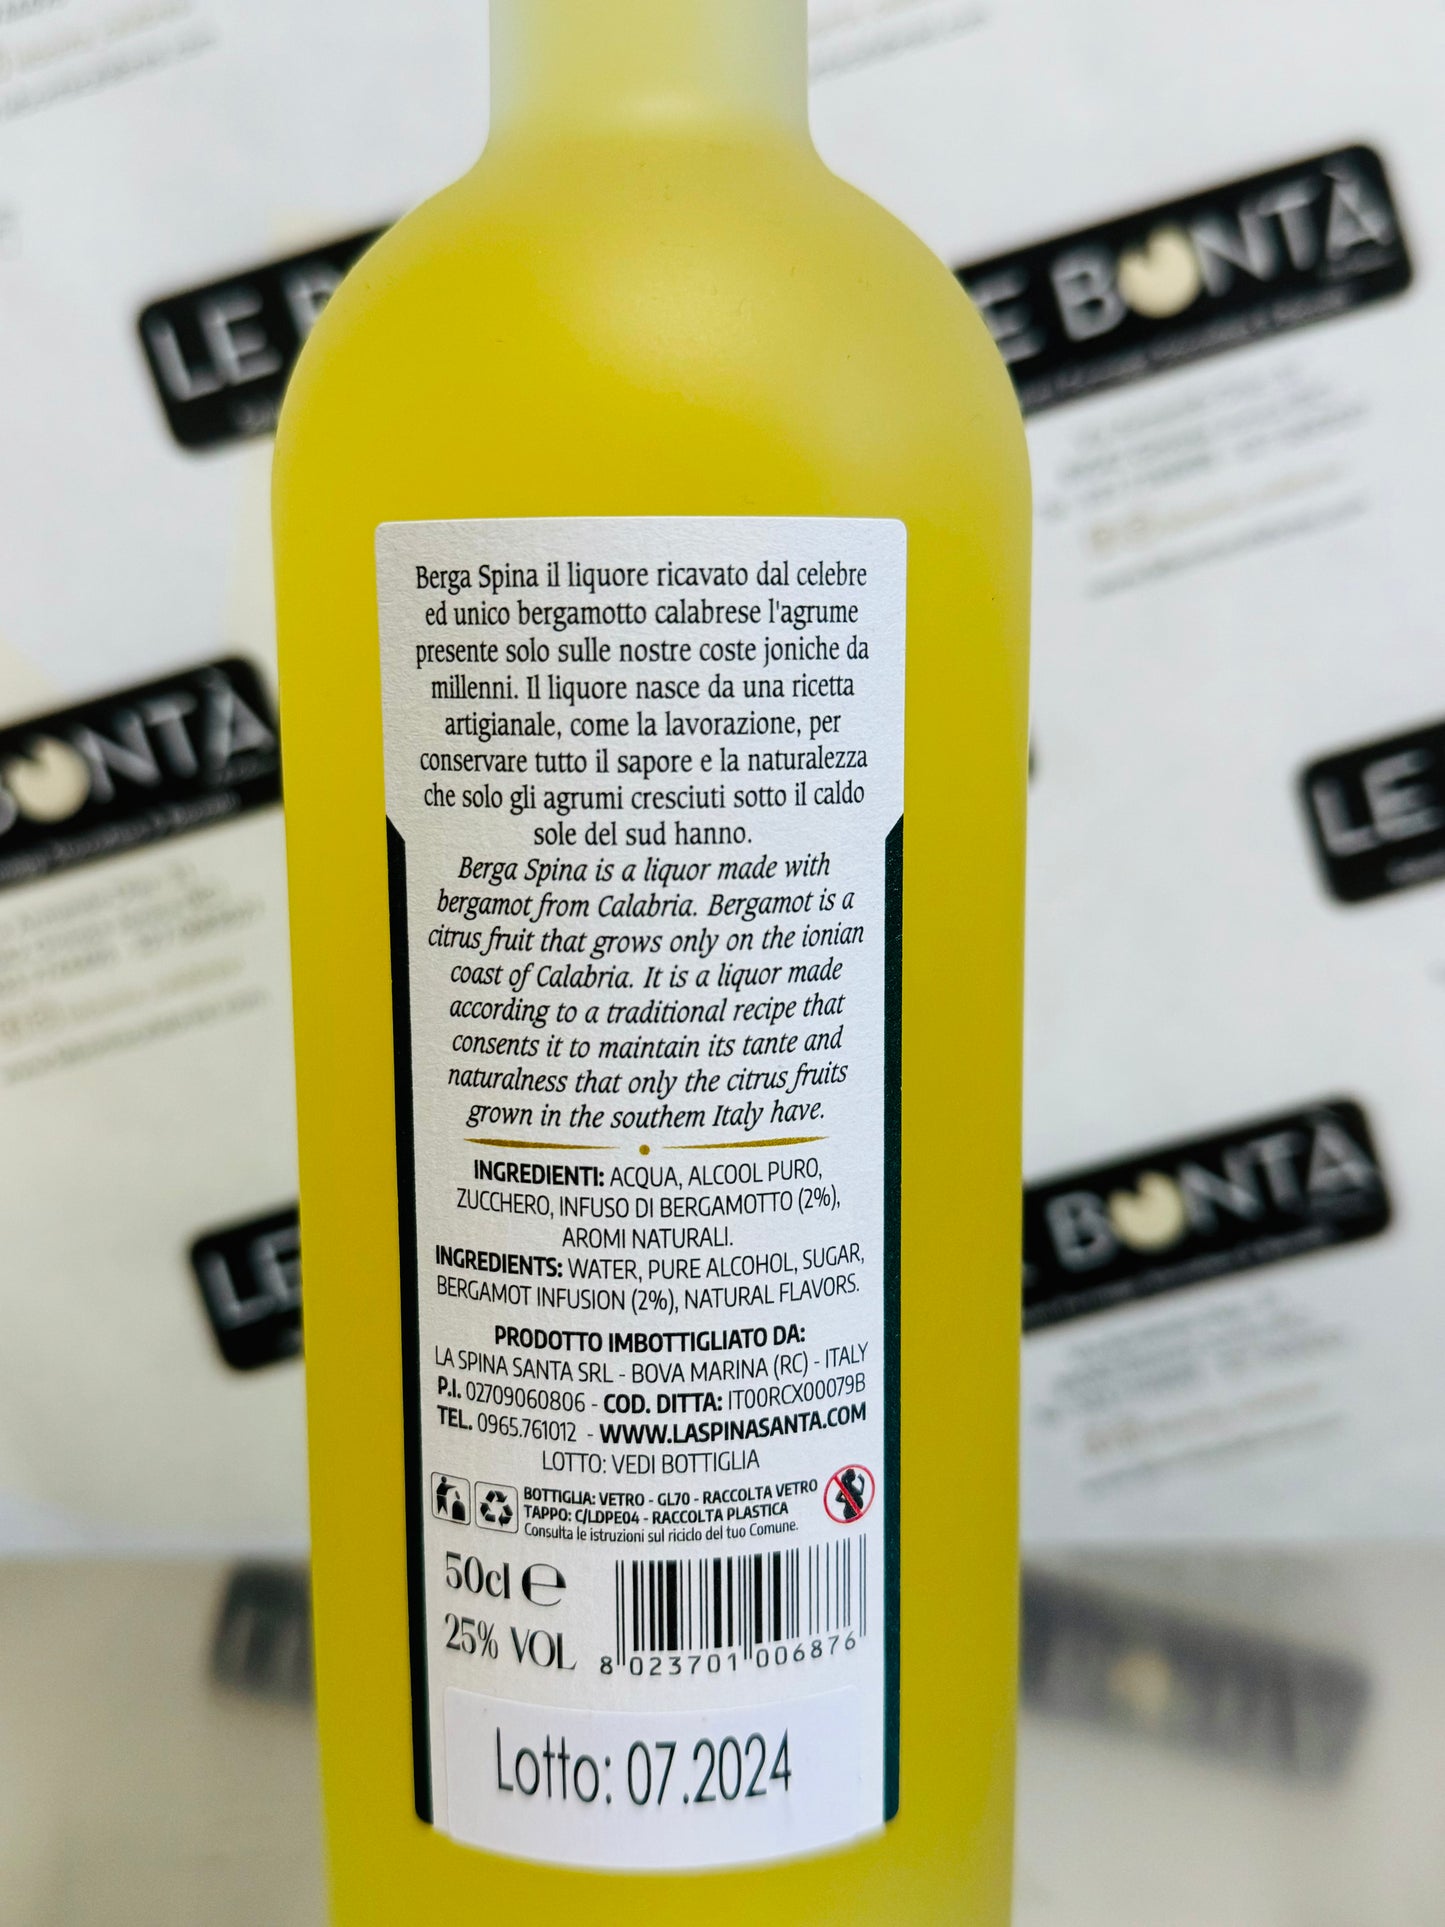 LE BONTÀ
LE BONTÀ
Berga Spina il liquore ricavato dal celebre
ed unico bergamotto calabrese l'agrume
presente solo sulle nostre coste joniche da
millenni. Il liquore nasce da una ricetta
artigianale, come la lavorazione, per
conservare tutto il sapore e la naturalezza
che solo gli agrumi cresciuti sotto il caldo
sole del sud hanno.
Berga Spina is a liquor made with
bergamot from Calabria. Bergamot is a
citrus fruit that grows only on the ionian
coast of Calabria. It is a liquor made
according to a traditional recipe that
consents it to maintain its tante and
naturalness that only the citrus fruits
grown in the southem Italy have.
INGREDIENTI: ACQUA, ALCOOL PURO,
ZUCCHERO, INFUSO DI BERGAMOTTO (2%),
AROMI NATURALI.
INGREDIENTS: WATER, PURE ALCOHOL, SUGAR,
BERGAMOT INFUSION (2%), NATURAL FLAVORS.
PRODOTTO IMBOTTIGLIATO DA:
LA SPINA SANTA SRL - BOVA MARINA (RC) - ITALY
P.I. 02709060806 - COD. DITTA: IT00RCX00079B
TEL. 0965.761012 - WWW.LASPINASANTA.COM
LOTTO: VEDI BOTTIGLIA
BOTTIGLIA: VETRO - GL70 - RACCOLTA VETRO
TAPPO: C/LDPE04 - RACCOLTA PLASTICA
Consulta le istruzioni sul riciclo del tuo Comune.
50cl e
25% VOL
8 023701 006876
Lotto: 07.2024